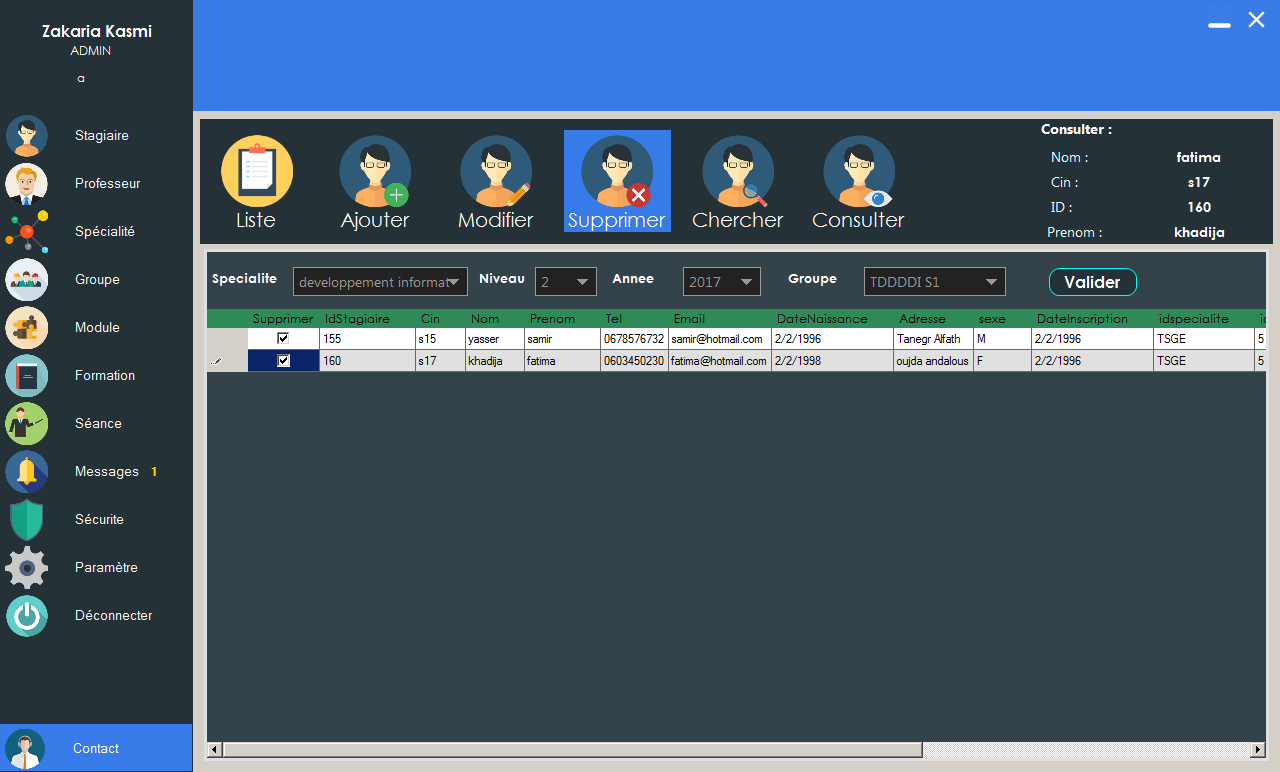 Zakaria Kasmi
ADMIN
a
Stagiaire
Professeur
Spécialité
Groupe
Module
Formation
Séance
Messages 1
Sécurite
Paramètre
Déconnecter
Contact
Liste
Ajouter
Modifier
Supprimer
Chercher
Consulter
Consulter :
Nom : fatima
Cin : s17
ID : 160
Prenom : khadija
Specialite developpement informat Niveau 2 Annee 2017 Groupe TDDDDI S1 Valider
Supprimer IdStagiaire Cin Nom Prenom Tel Email DateNaissance Adresse sexe DateInscription idspecialite
155 s15 yasser samir 0678576732 samir@hotmail.com 2/2/1996 Tanegr Alfath M 2/2/1996 TSGE 5
160 s17 khadija fatima 0603450230 fatima@hotmail.com 2/2/1998 oujda andalous F 2/2/1996 TSGE 5